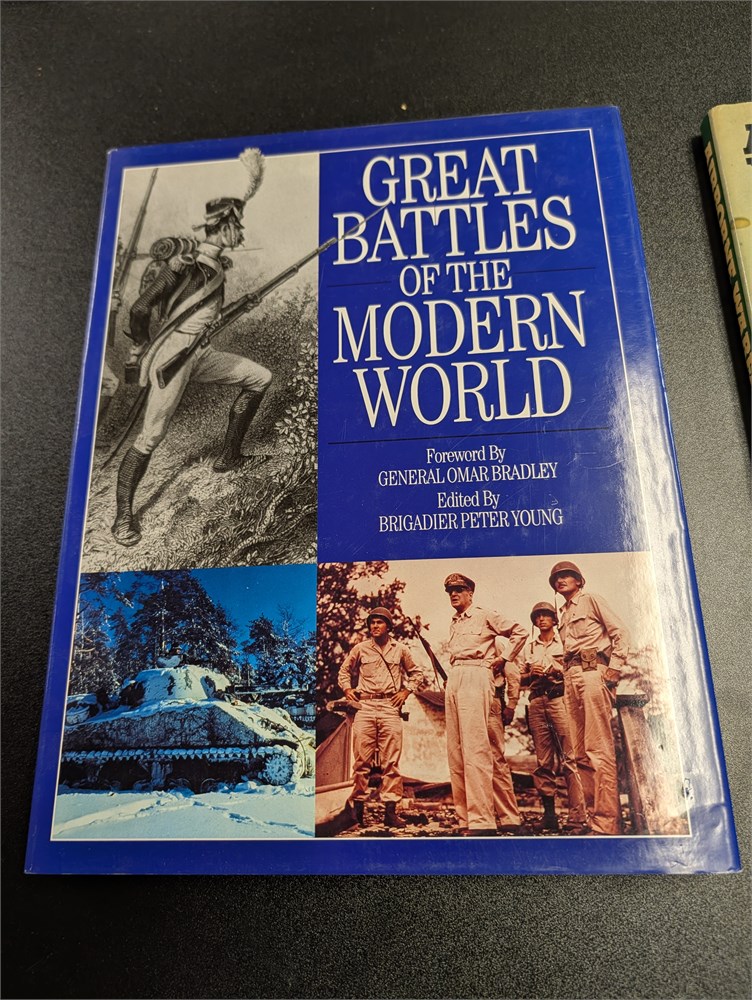 GREAT
BATTLES
OF THE
MODERN
WORLD
Foreword By
GENERAL OMAR BRADLEY
Edited By
BRIGADIER PETER YOUNG